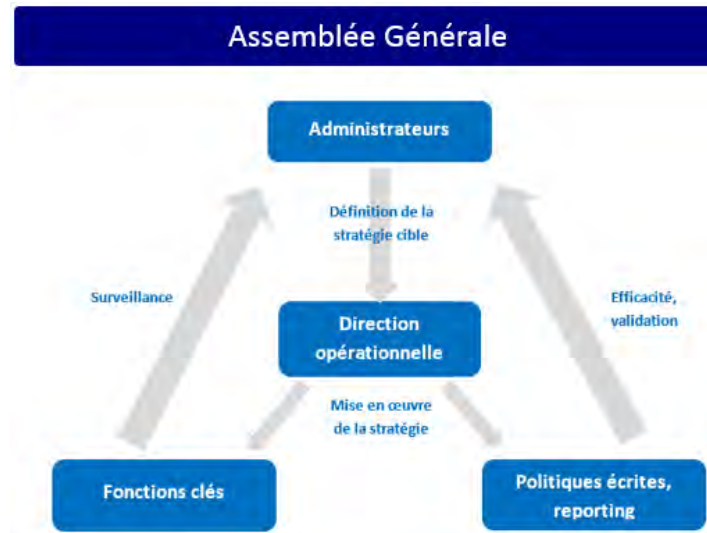 Assemblée Générale
Administrateurs
Définition de la
stratégie cible
Surveillance
Efficacité,
validation
Direction
opérationnelle
Mise en œuvre
de la stratégie
Fonctions clés
Politiques écrites,
reporting